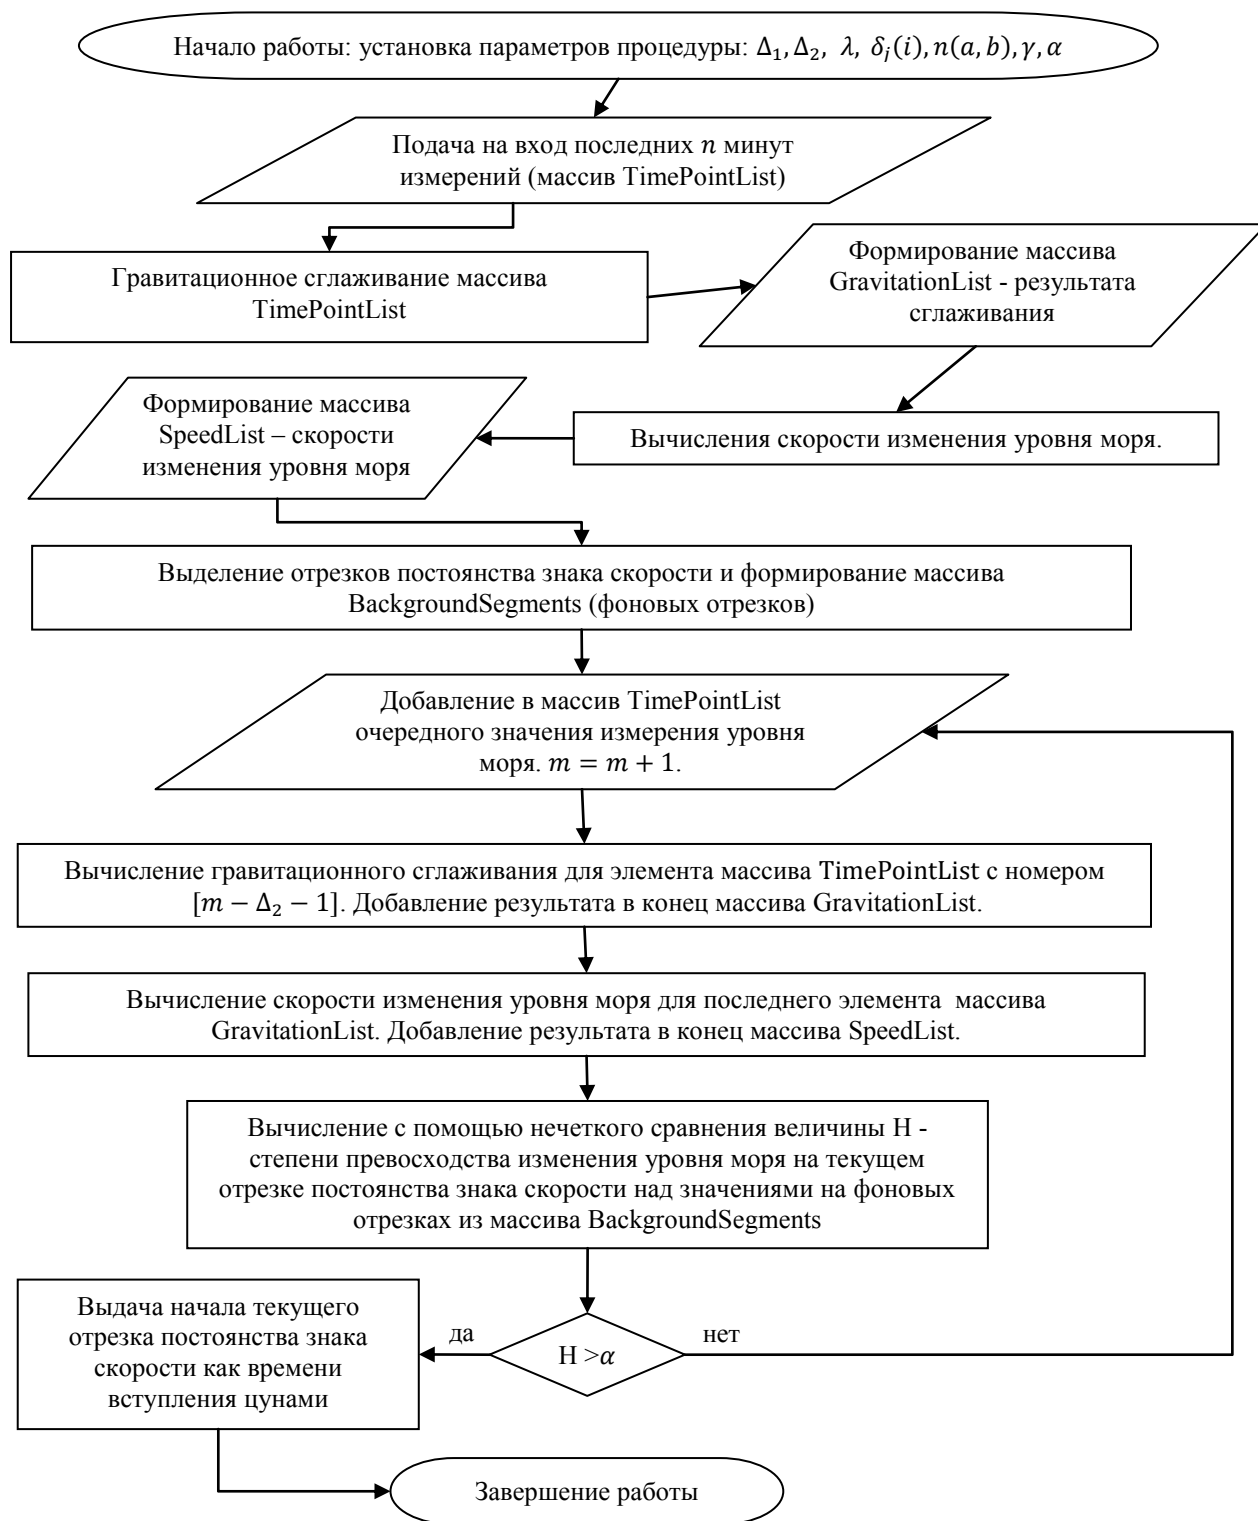 Начало работы: установка параметров процедуры: Δ₁, Δ₂, λ, δⱼ(i), n(a, b), γ, α
Подача на вход последних n минут
измерений (массив TimePointList)
Гравитационное сглаживание массива
TimePointList
Формирование массива
GravitationList - результата
сглаживания
Вычисления скорости изменения уровня моря.
Формирование массива
SpeedList – скорости
изменения уровня моря
Выделение отрезков постоянства знака скорости и формирование массива
BackgroundSegments (фоновых отрезков)
Добавление в массив TimePointList
очередного значения измерения уровня
моря. m = m + 1.
Вычисление гравитационного сглаживания для элемента массива TimePointList с номером
[m − Δ₂ − 1]. Добавление результата в конец массива GravitationList.
Вычисление скорости изменения уровня моря для последнего элемента массива
GravitationList. Добавление результата в конец массива SpeedList.
Вычисление с помощью нечеткого сравнения величины H -
степени превосходства изменения уровня моря на текущем
отрезке постоянства знака скорости над значениями на фоновых
отрезках из массива BackgroundSegments
H >α
да
нет
Выдача начала текущего
отрезка постоянства знака
скорости как времени
вступления цунами
Завершение работы